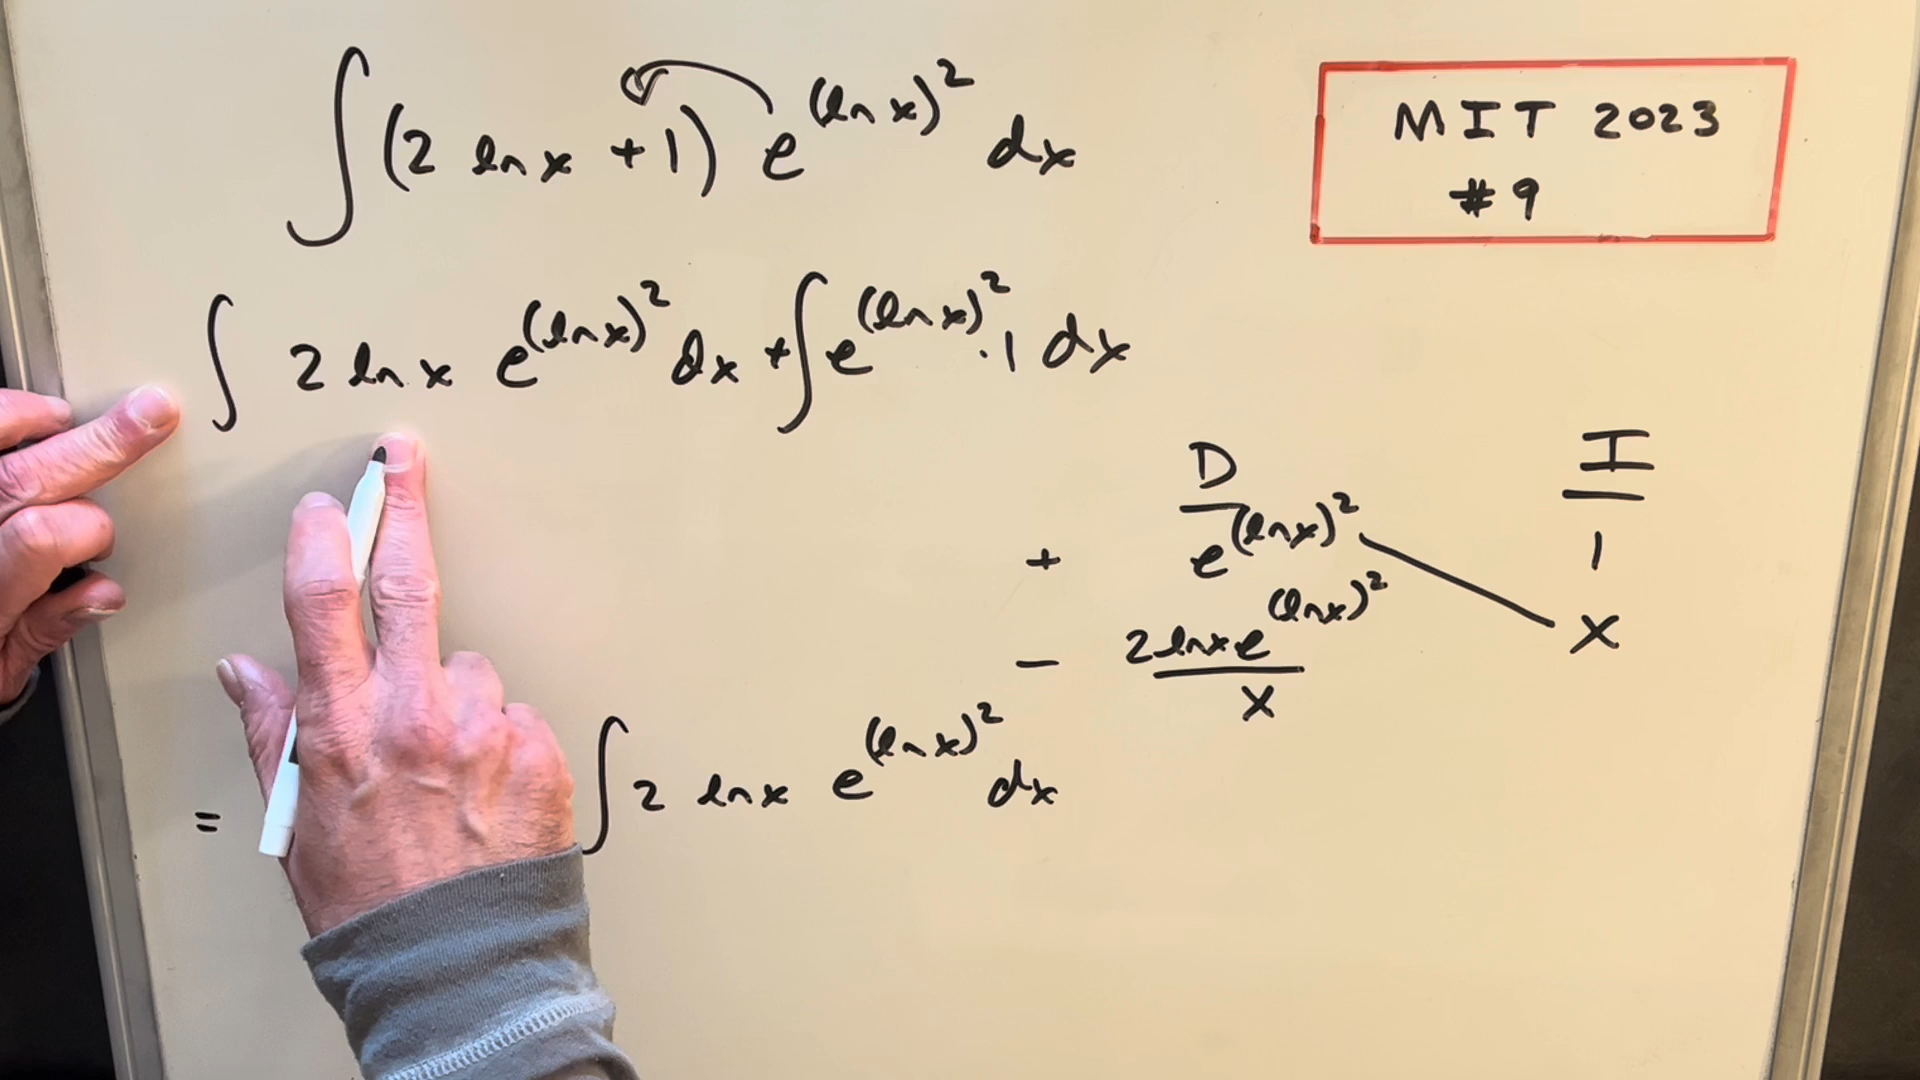 ∫(2 ln x + 1) e^(ln x)^2 dx
MIT 2023
#9
∫ 2 ln x e^(ln x)^2 dx + ∫ e^(ln x)^2 · 1 dx
D I
+ e^(ln x)^2 1
− 2 ln x e^(ln x)^2 / x x
= ∫ 2 ln x e^(ln x)^2 dx